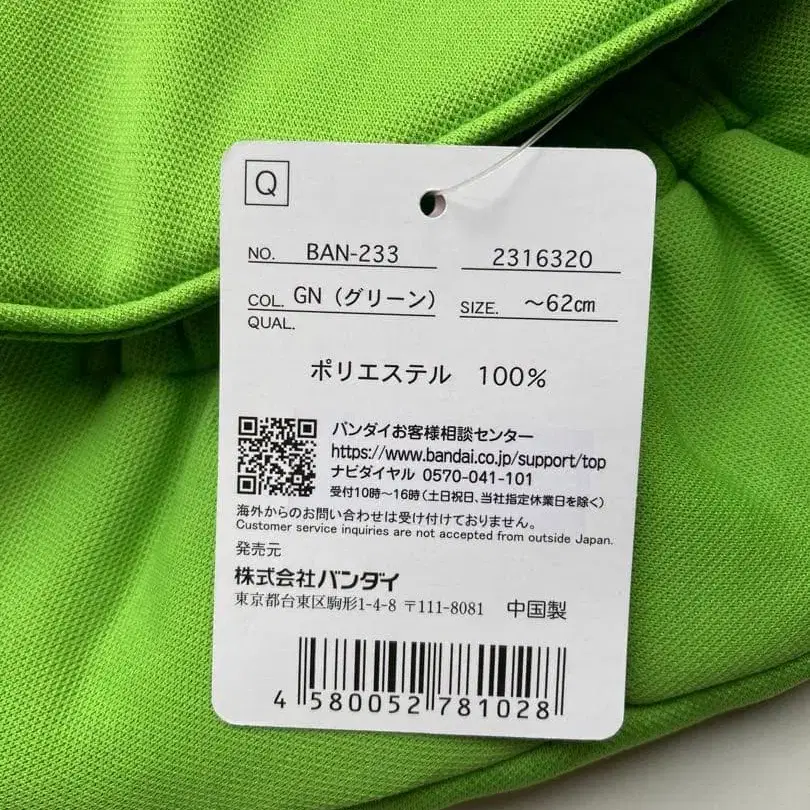 Q
NO. BAN-233 2316320
COL. GN（グリーン） SIZE. ～62㎝
QUAL.
ポリエステル 100%
バンダイお客様相談センター
https://www.bandai.co.jp/support/top
ナビダイヤル 0570-041-101
受付10時～16時（土日祝日、当社指定休業日を除く）
海外からのお問い合わせは受け付けておりません。
Customer service inquiries are not accepted from outside Japan.
発売元
株式会社バンダイ
東京都台東区駒形1-4-8 〒111-8081 中国製
4 580052 781028